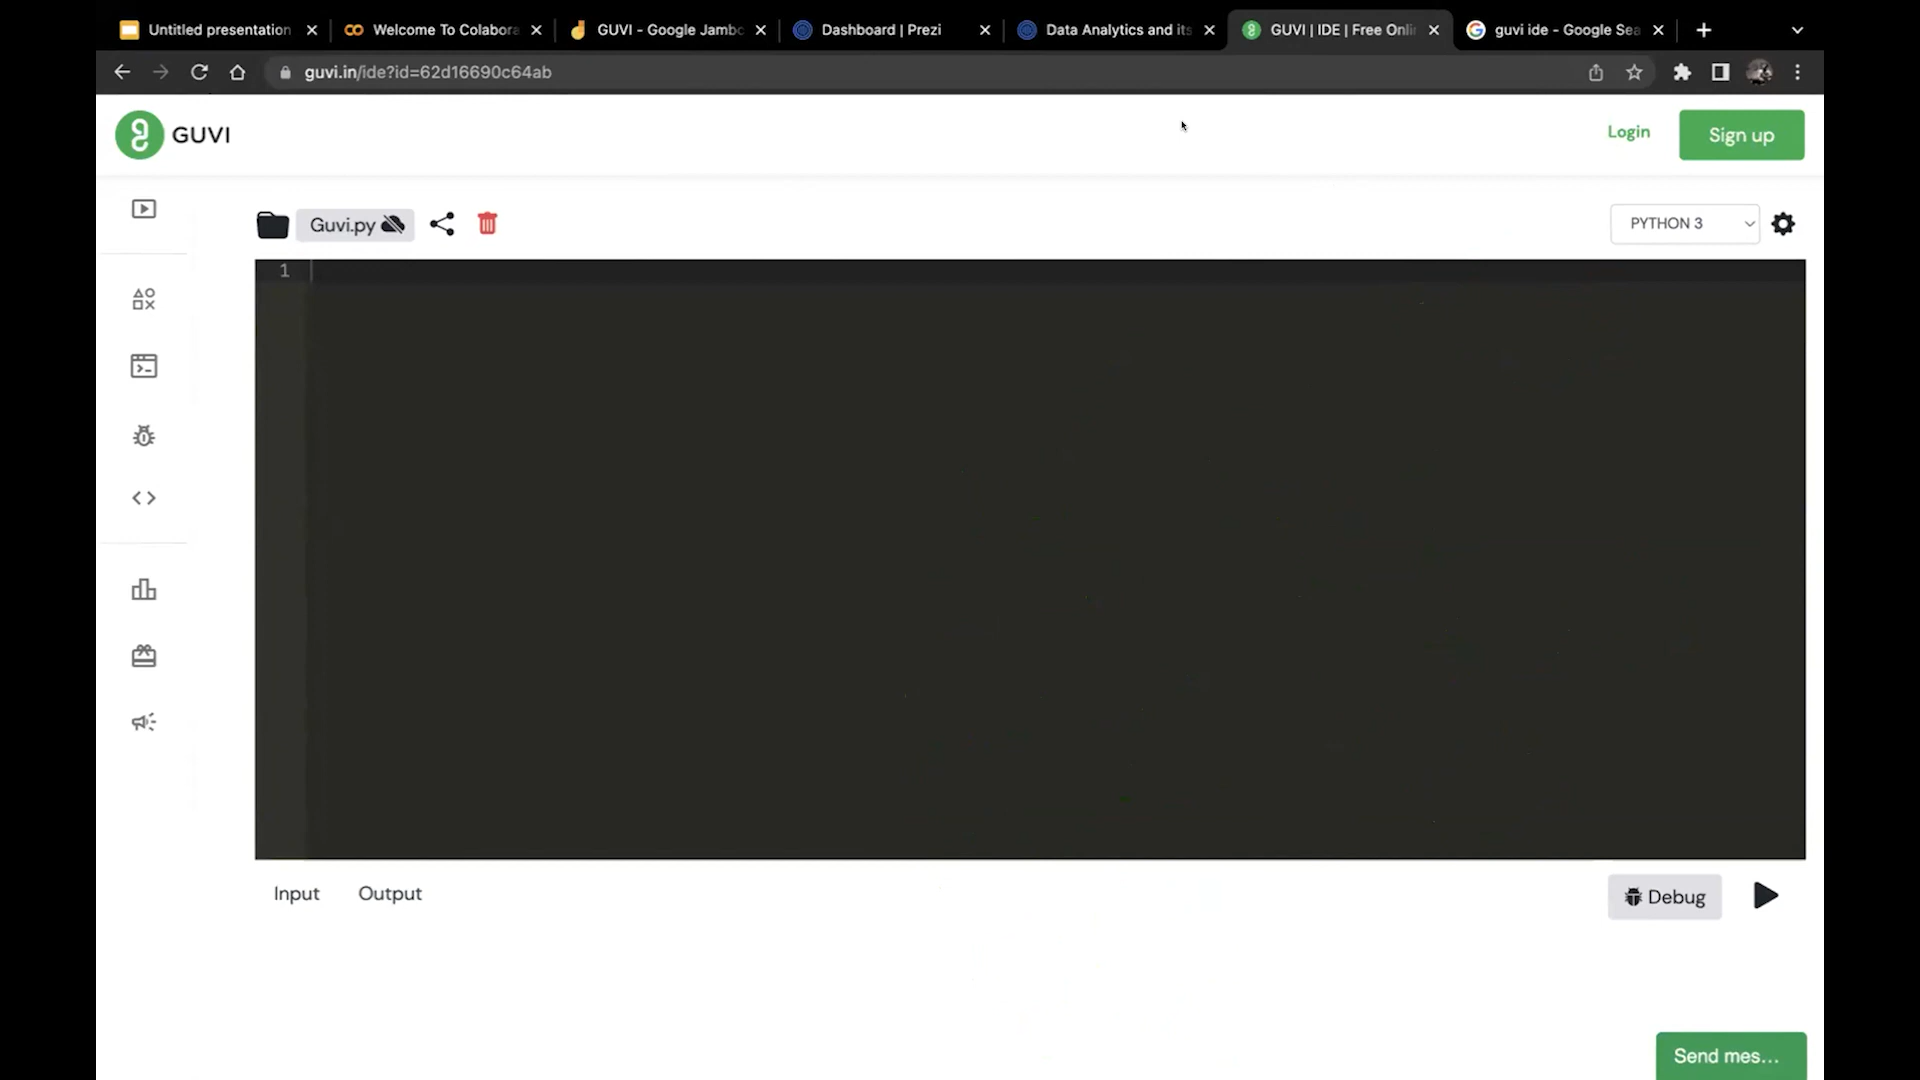 Untitled presentation
Welcome To Colabora
GUVI - Google Jambo
Dashboard | Prezi
Data Analytics and its
GUVI | IDE | Free Onli
guvi ide - Google Sea
guvi.in/ide?id=62d16690c64ab
GUVI
Login
Sign up
Guvi.py
PYTHON 3
1
Input
Output
Debug
Send mes...